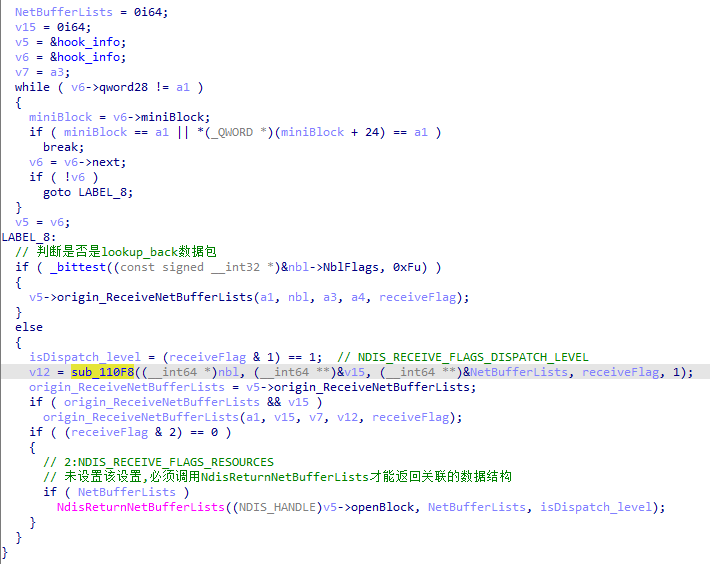 NetBufferLists = 0i64;
v15 = 0i64;
v5 = &hook_info;
v6 = &hook_info;
v7 = a3;
while ( v6->qword28 != a1 )
{
miniBlock = v6->miniBlock;
if ( miniBlock == a1 || *(_QWORD *)(miniBlock + 24) == a1 )
break;
v6 = v6->next;
if ( !v6 )
goto LABEL_8;
}
v5 = v6;
LABEL_8:
// 判断是否是lookup_back数据包
if ( _bittest((const signed __int32 *)&nbl->NblFlags, 0xFu) )
{
v5->origin_ReceiveNetBufferLists(a1, nbl, a3, a4, receiveFlag);
}
else
{
isDispatch_level = (receiveFlag & 1) == 1;  // NDIS_RECEIVE_FLAGS_DISPATCH_LEVEL
v12 = sub_110F8((__int64 *)nbl, (__int64 **)&v15, (__int64 **)&NetBufferLists, receiveFlag, 1);
origin_ReceiveNetBufferLists = v5->origin_ReceiveNetBufferLists;
if ( origin_ReceiveNetBufferLists && v15 )
origin_ReceiveNetBufferLists(a1, v15, v7, v12, receiveFlag);
if ( (receiveFlag & 2) == 0 )
{
// 2:NDIS_RECEIVE_FLAGS_RESOURCES
// 未设置该设置,必须调用NdisReturnNetBufferLists才能返回关联的数据结构
if ( NetBufferLists )
NdisReturnNetBufferLists((NDIS_HANDLE)v5->openBlock, NetBufferLists, isDispatch_level);
}
}
}